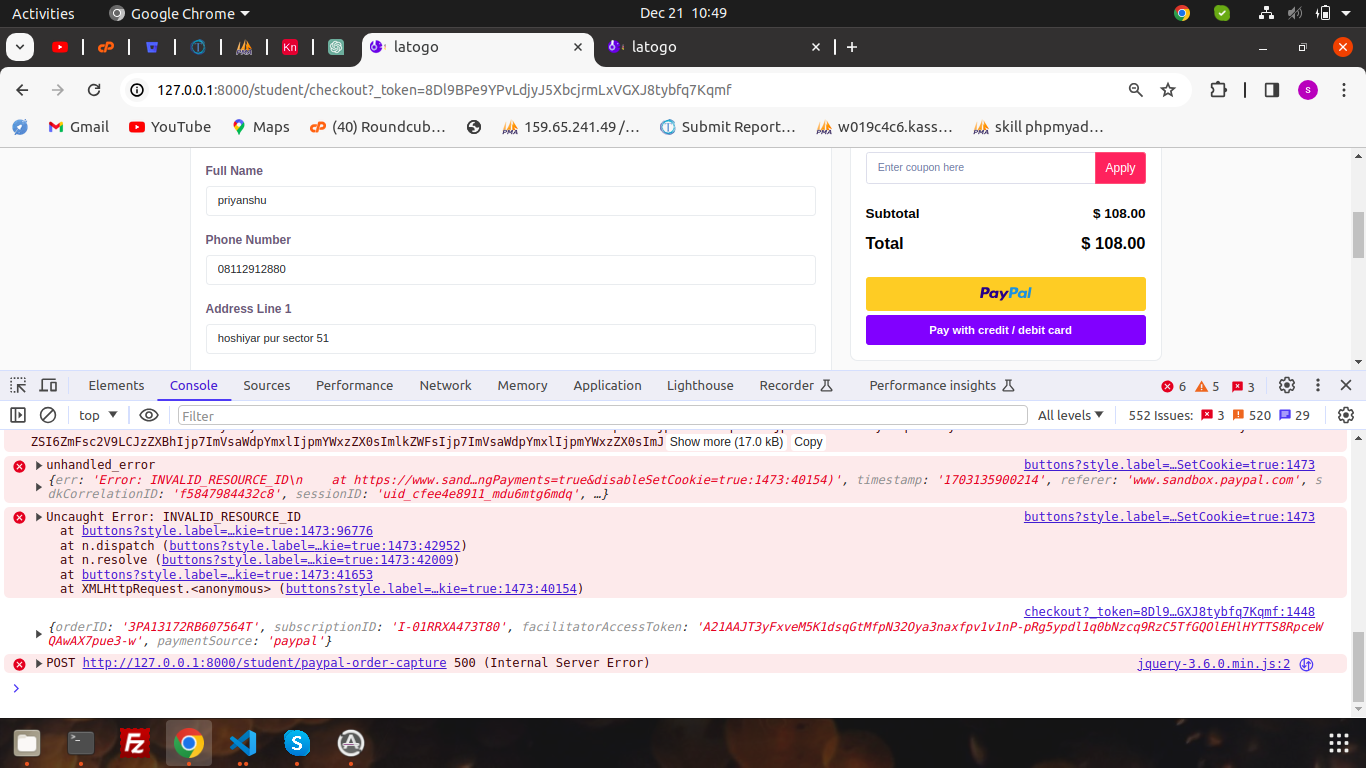 Activities
Google Chrome
Dec 21 10:49
Kn
latogo
latogo
127.0.0.1:8000/student/checkout?_token=8Dl9BPe9YPvLdjyJ5XbcjrmLxVGXJ8tybfq7Kqmf
s
Gmail
YouTube
Maps
(40) Roundcub…
PMA 159.65.241.49 /…
Submit Report…
PMA w019c4c6.kass…
PMA skill phpmyad…
Full Name
priyanshu
Phone Number
08112912880
Address Line 1
hoshiyar pur sector 51
Enter coupon here
Apply
Subtotal $ 108.00
Total $ 108.00
PayPal
Pay with credit / debit card
Elements Console Sources Performance Network Memory Application Lighthouse Recorder Performance insights 6 5 3
top Filter All levels 552 Issues: 3 520 29
ZSI6ZmFsc2V9LCJzZXBhIjp7ImVsaWdpYmxlIjpmYWxzZX0sImlkZWFsIjp7ImVsaWdpYmxlIjpmYWxzZX0sImJ Show more (17.0 kB) Copy
unhandled_error buttons?style.label=…SetCookie=true:1473
{err: 'Error: INVALID_RESOURCE_ID\n    at https://www.sand…ngPayments=true&disableSetCookie=true:1473:40154)', timestamp: '1703135900214', referer: 'www.sandbox.paypal.com', s
dkCorrelationID: 'f5847984432c8', sessionID: 'uid_cfee4e8911_mdu6mtg6mdq', …}
Uncaught Error: INVALID_RESOURCE_ID buttons?style.label=…SetCookie=true:1473
at buttons?style.label=…kie=true:1473:96776
at n.dispatch (buttons?style.label=…kie=true:1473:42952)
at n.resolve (buttons?style.label=…kie=true:1473:42009)
at buttons?style.label=…kie=true:1473:41653
at XMLHttpRequest.<anonymous> (buttons?style.label=…kie=true:1473:40154)
checkout?_token=8Dl9…GXJ8tybfq7Kqmf:1448
{orderID: '3PA13172RB607564T', subscriptionID: 'I-01RRXA473T80', facilitatorAccessToken: 'A21AAJT3yFxveM5K1dsqGtMfpN32Oya3naxfpv1v1nP-pRg5ypdl1q0bNzcq9RzC5TfGQOlEHlHYTTS8RpceW
QAwAX7pue3-w', paymentSource: 'paypal'}
POST http://127.0.0.1:8000/student/paypal-order-capture 500 (Internal Server Error) jquery-3.6.0.min.js:2